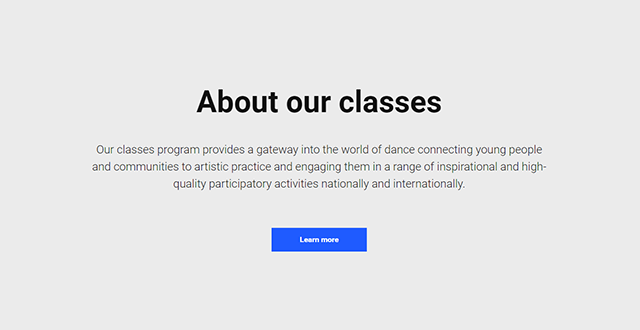 About our classes
Our classes program provides a gateway into the world of dance connecting young people
and communities to artistic practice and engaging them in a range of inspirational and high-
quality participatory activities nationally and internationally.
Learn more